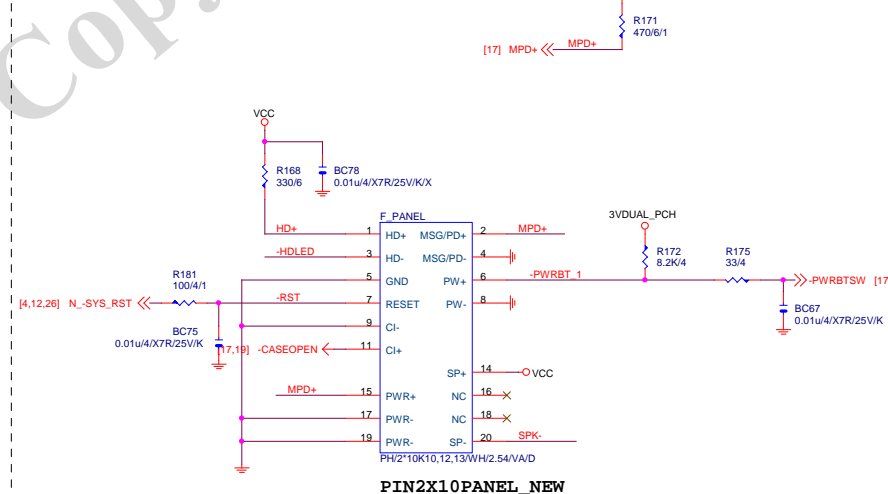 Copy
R171
470/6/1
[17] MPD+
MPD+
VCC
R168
330/6
BC78
0.01u/4/X7R/25V/K/X
F_PANEL
HD+
1
HD+
MSG/PD+
2
MPD+
-HDLED
3
HD-
MSG/PD-
4
5
GND
PW+
6
-PWRBT_1
-RST
7
RESET
PW-
8
9
CI-
11
CI+
SP+
14
VCC
MPD+
15
PWR+
NC
16
17
PWR-
NC
18
19
PWR-
SP-
20
SPK-
3VDUAL_PCH
R172
8.2K/4
R175
33/4
-PWRBTSW [17
BC67
0.01u/4/X7R/25V/K
R181
100/4/1
[4,12,26] N_-SYS_RST
BC75
0.01u/4/X7R/25V/K
[17,19] -CASEOPEN
PH/2*10K10,12,13/WH/2.54/VA/D
PIN2X10PANEL_NEW